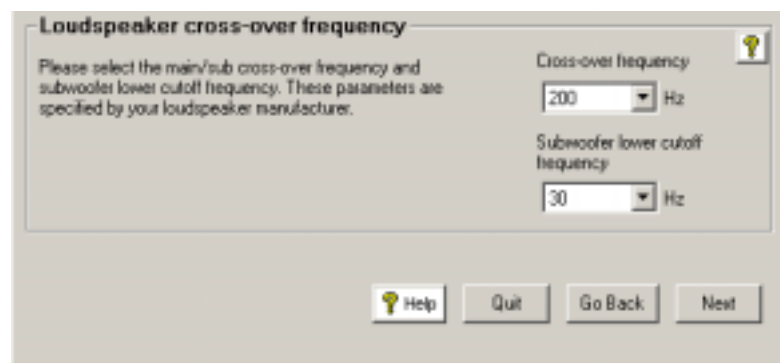 Loudspeaker cross-over frequency
Please select the main/sub cross-over frequency and
subwoofer lower cutoff frequency. These parameters are
specified by your loudspeaker manufacturer.
Cross-over frequency
200 Hz
Subwoofer lower cutoff
frequency
30 Hz
? Help Quit Go Back Next